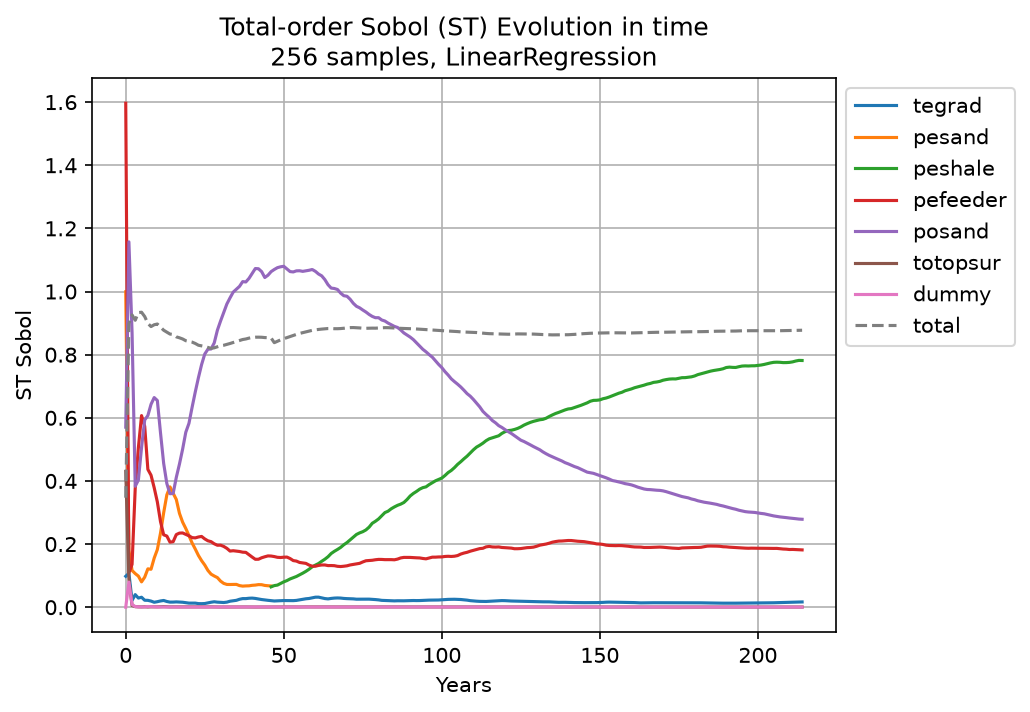 Total-order Sobol (ST) Evolution in time
256 samples, LinearRegression
ST Sobol
1.6
1.4
1.2
1.0
0.8
0.6
0.4
0.2
0.0
0
50
100
150
200
Years
tegrad
pesand
peshale
pefeeder
posand
totopsur
dummy
total